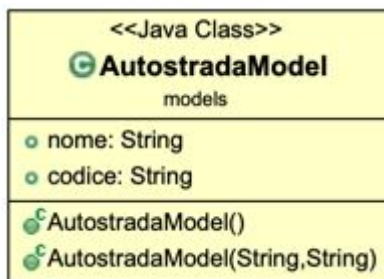 <<Java Class>>
AutostradaModel
models
nome: String
codice: String
AutostradaModel()
AutostradaModel(String,String)